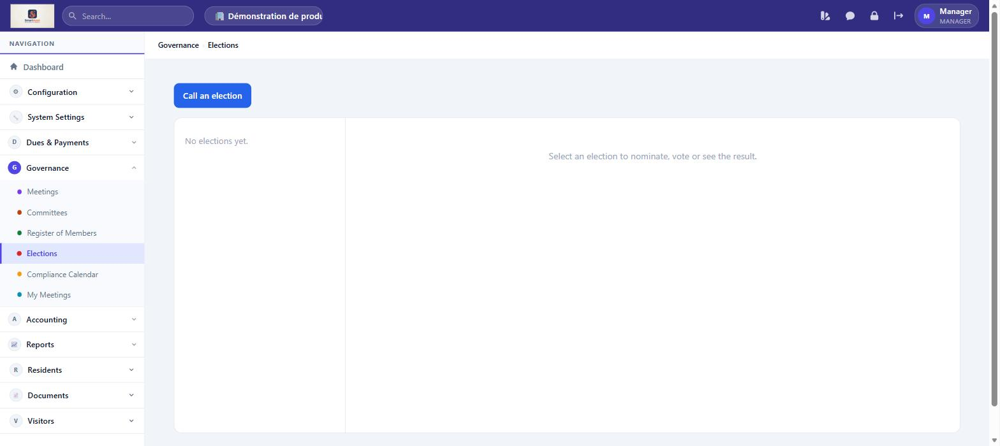 SmartAsset
Search...
Démonstration de produ
M
Manager
MANAGER
NAVIGATION
Governance
Elections
Dashboard
Configuration
System Settings
D
Dues & Payments
G
Governance
Meetings
Committees
Register of Members
Elections
Compliance Calendar
My Meetings
A
Accounting
Reports
R
Residents
Documents
V
Visitors
Call an election
No elections yet.
Select an election to nominate, vote or see the result.